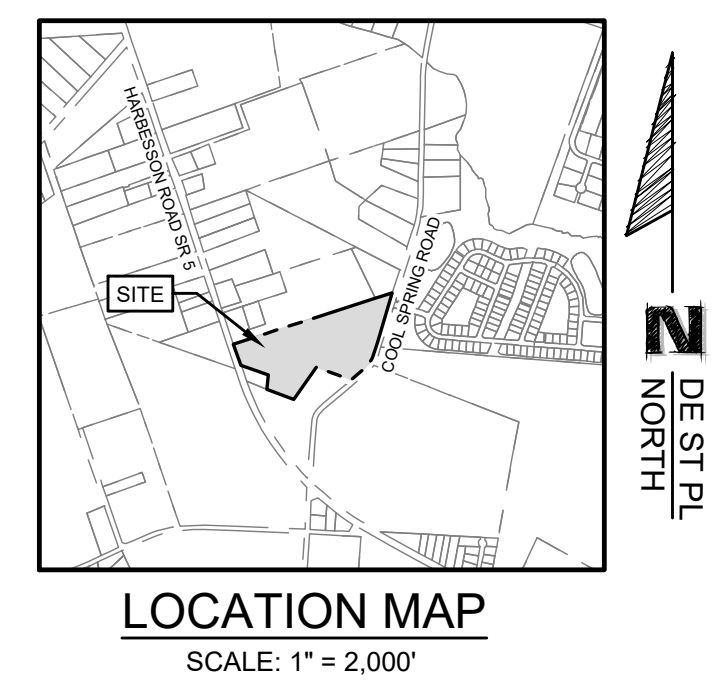 HARBESSON ROAD SR 5
COOL SPRING ROAD
SITE
N
DE ST PL
NORTH
LOCATION MAP
SCALE: 1" = 2,000'